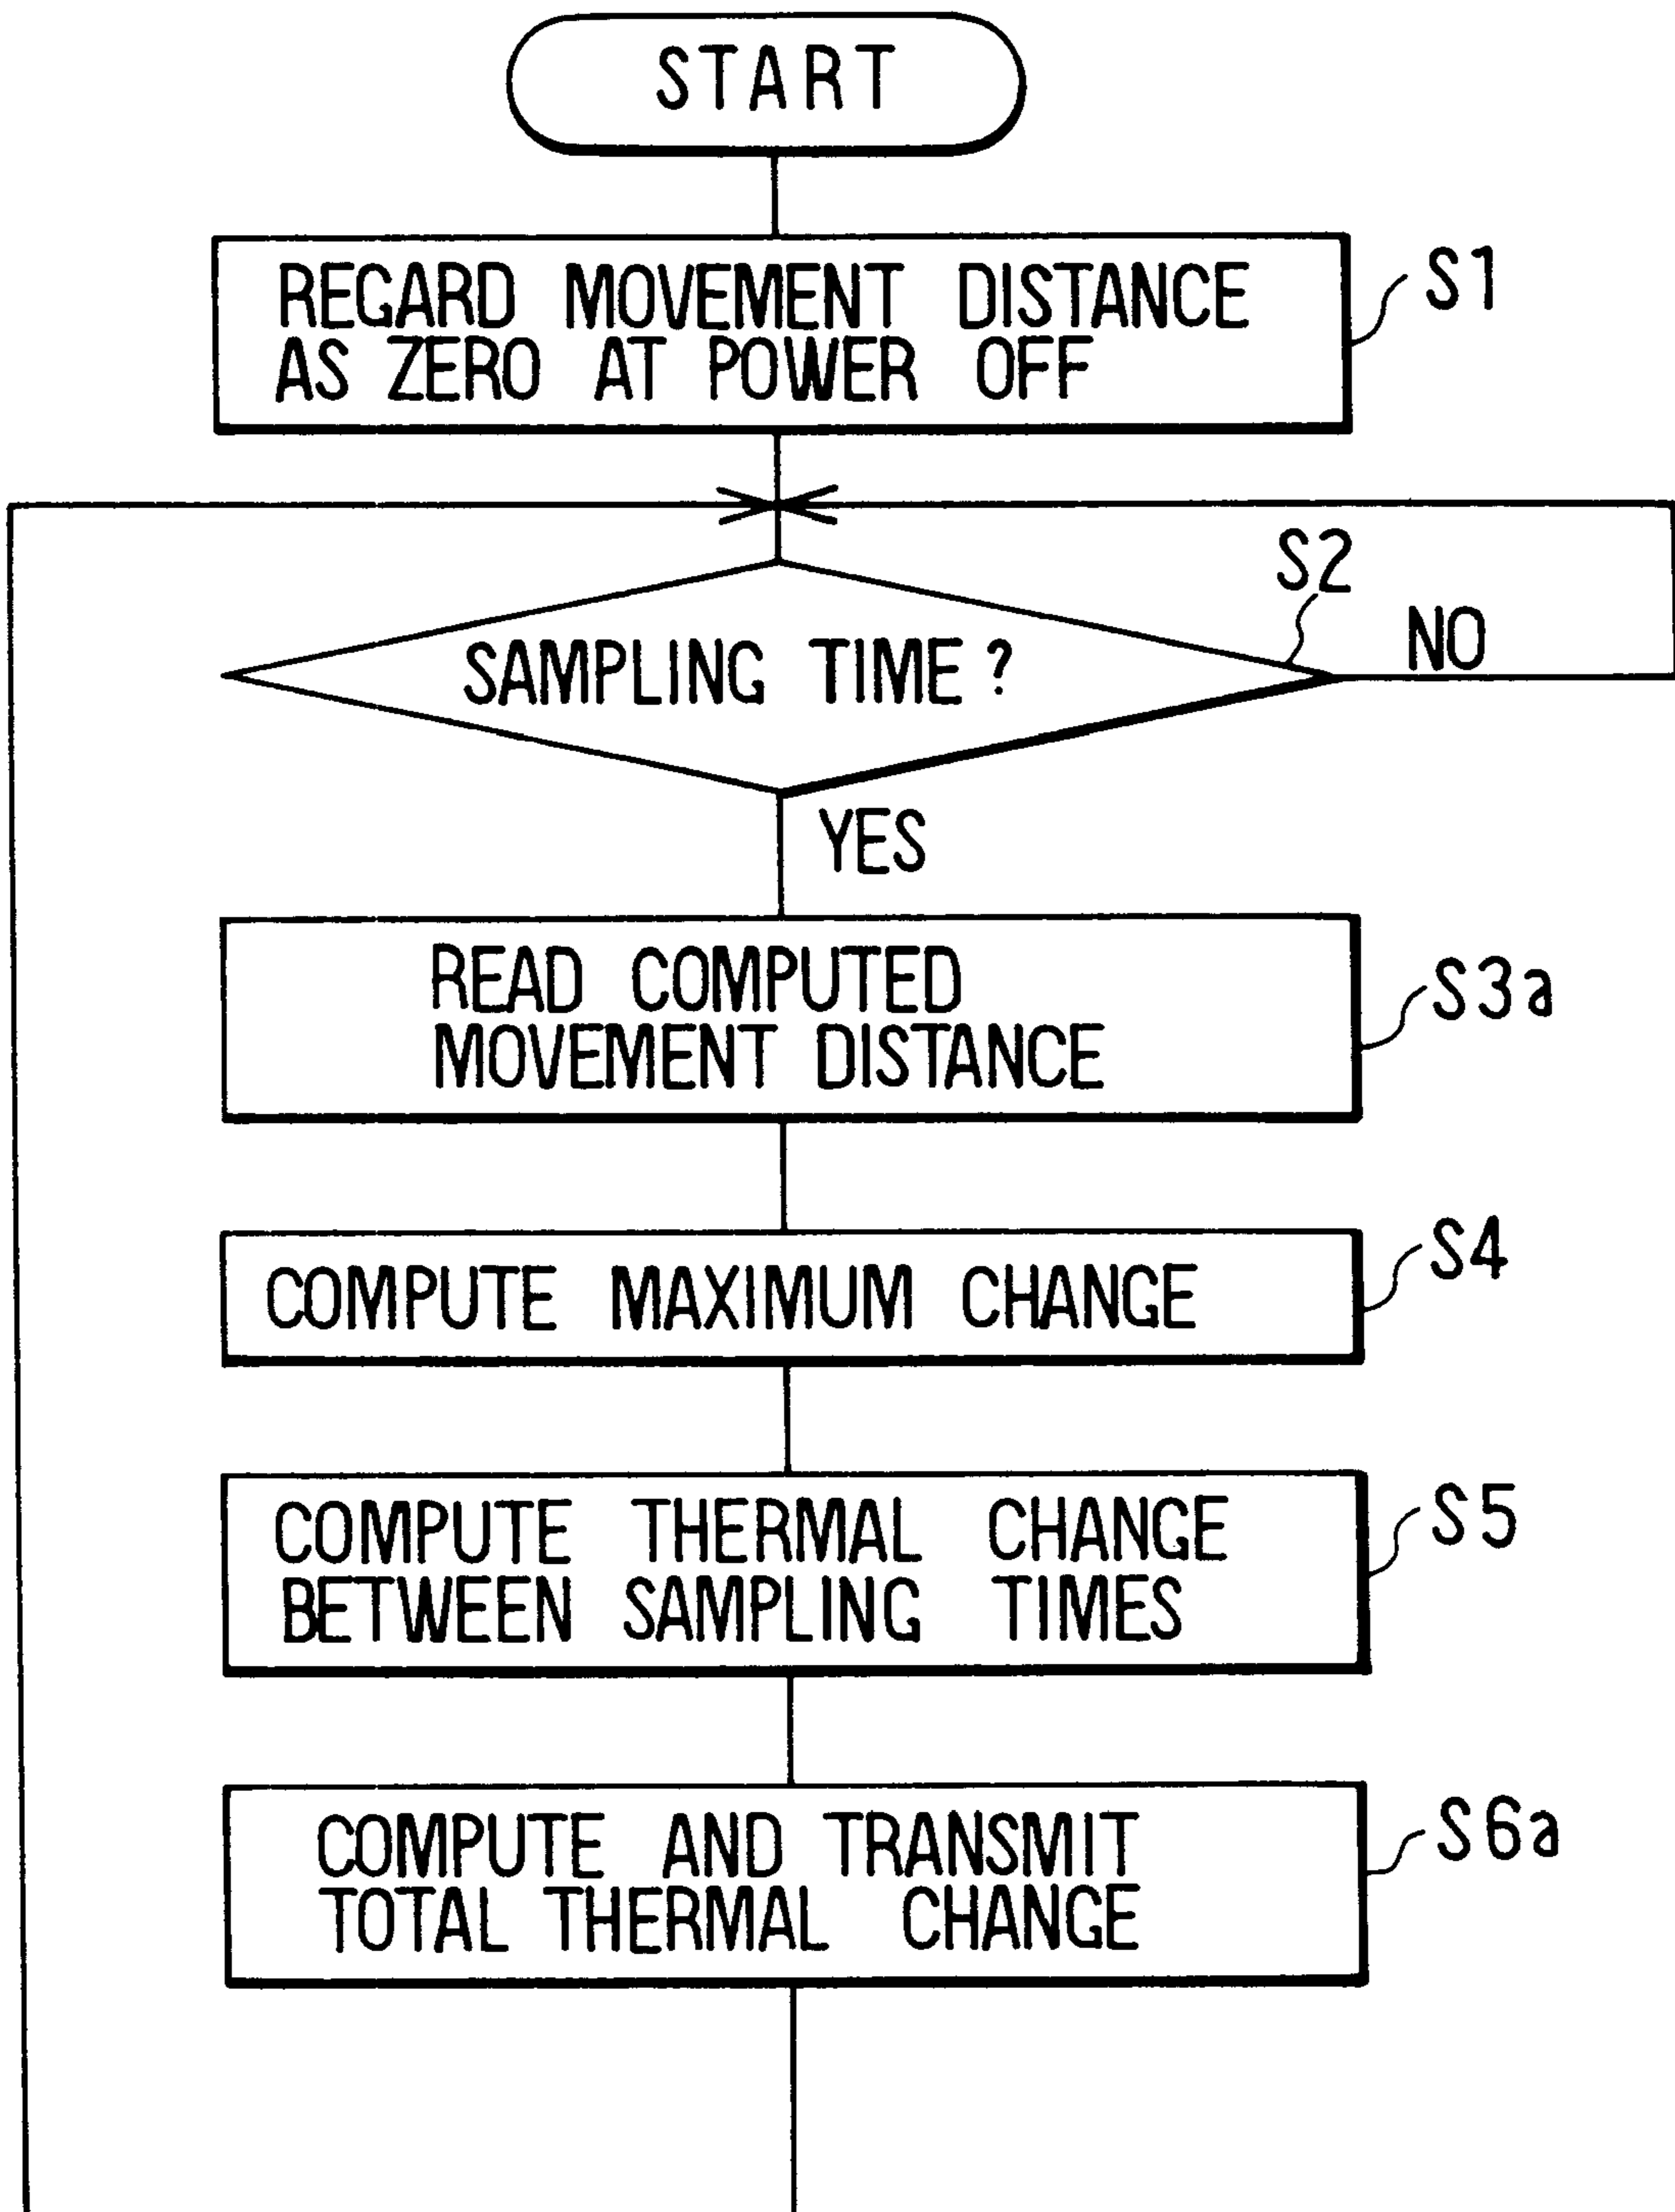 START
REGARD MOVEMENT DISTANCE
AS ZERO AT POWER OFF
S1
S2
SAMPLING TIME?
NO
YES
READ COMPUTED
MOVEMENT DISTANCE
S3a
COMPUTE MAXIMUM CHANGE
S4
COMPUTE THERMAL CHANGE
BETWEEN SAMPLING TIMES
S5
COMPUTE AND TRANSMIT
TOTAL THERMAL CHANGE
S6a